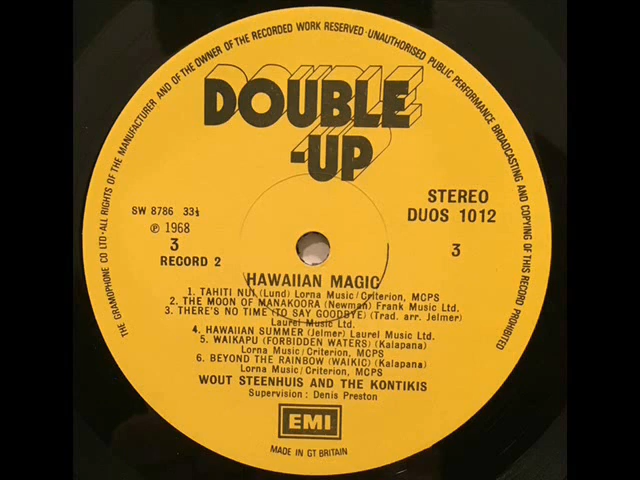 THE GRAMOPHONE CO LTD·ALL RIGHTS OF THE MANUFACTURER AND OF THE OWNER OF THE RECORDED WORK RESERVED·UNAUTHORISED PUBLIC PERFORMANCE BROADCASTING AND COPYING OF THIS RECORD PROHIBITED
DOUBLE
-UP
SW 8786 33⅓
℗ 1968
3
RECORD 2
STEREO
DUOS 1012
3
HAWAIIAN MAGIC
1. TAHITI NUI (Lund) Lorna Music/Criterion, MCPS
2. THE MOON OF MANAKOORA (Newman) Frank Music Ltd.
3. THERE'S NO TIME (TO SAY GOODBYE) (Trad. arr. Jelmer)
Laurel Music Ltd.
4. HAWAIIAN SUMMER (Jelmer) Laurel Music Ltd.
5. WAIKAPU (FORBIDDEN WATERS) (Kalapana)
Lorna Music/Criterion, MCPS
6. BEYOND THE RAINBOW (WAIKIC) (Kalapana)
Lorna Music/Criterion, MCPS
WOUT STEENHUIS AND THE KONTIKIS
Supervision: Denis Preston
EMI
MADE IN GT BRITAIN